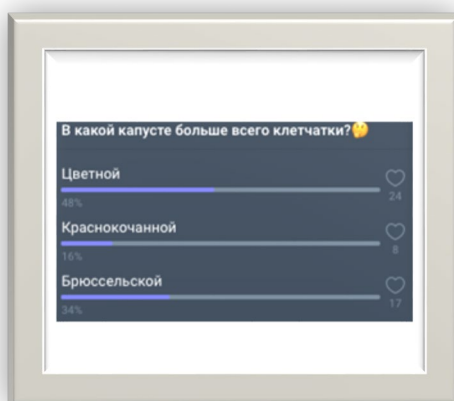 В какой капусте больше всего клетчатки?🤔
Цветной
48%
24
Краснокочанной
16%
8
Брюссельской
34%
17